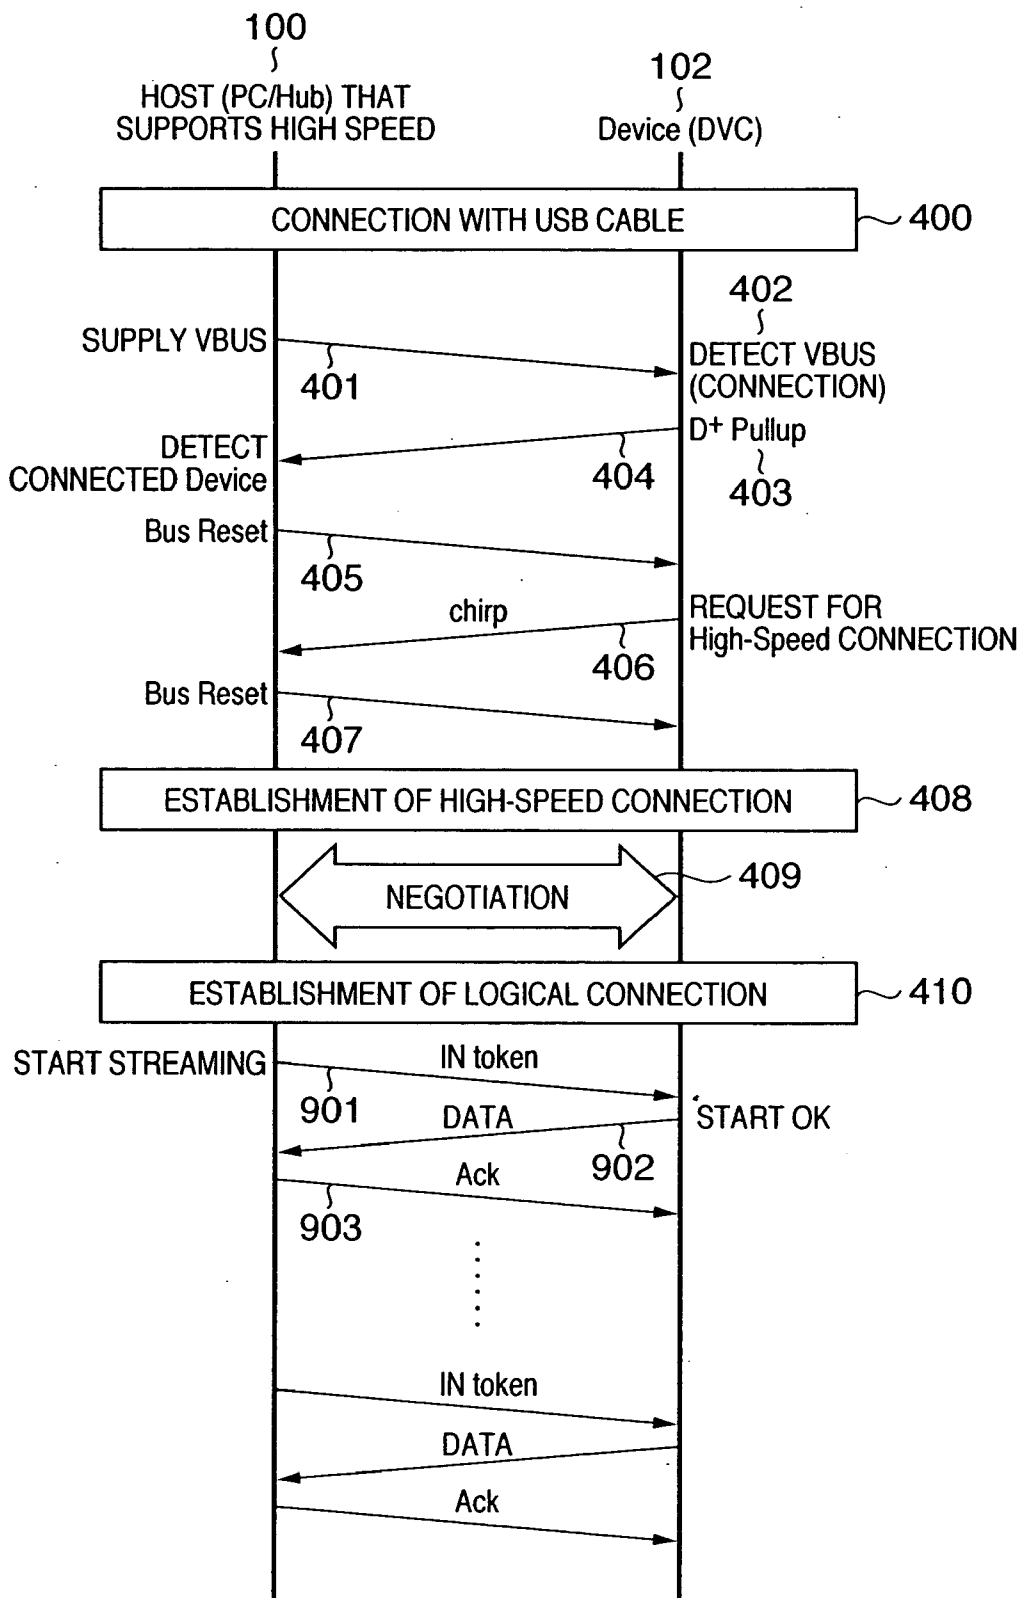 100
HOST (PC/Hub) THAT
SUPPORTS HIGH SPEED
102
Device (DVC)
CONNECTION WITH USB CABLE
400
402
SUPPLY VBUS
401
DETECT VBUS
(CONNECTION)
D+ Pullup
403
404
DETECT
CONNECTED Device
Bus Reset
405
chirp
REQUEST FOR
High-Speed CONNECTION
406
Bus Reset
407
ESTABLISHMENT OF HIGH-SPEED CONNECTION
408
NEGOTIATION
409
ESTABLISHMENT OF LOGICAL CONNECTION
410
START STREAMING
IN token
901
DATA
START OK
902
Ack
903
IN token
DATA
Ack